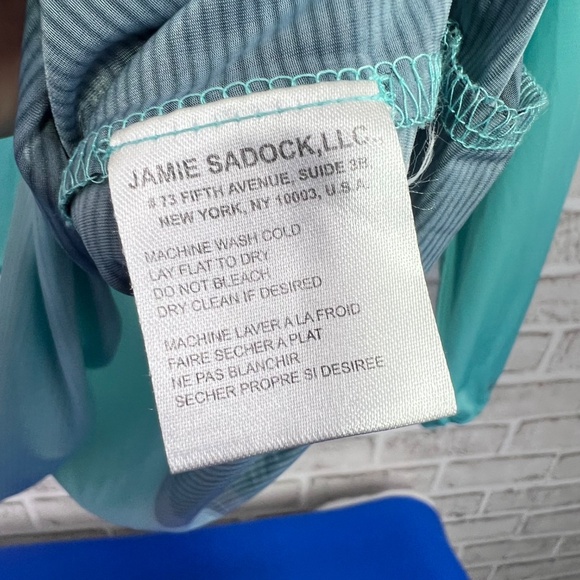 JAMIE SADOCK,LLC.,
#73 FIFTH AVENUE, SUIDE 3R,
NEW YORK, NY 10003, U.S.A.
MACHINE WASH COLD
LAY FLAT TO DRY
DO NOT BLEACH
DRY CLEAN IF DESIRED
MACHINE LAVER A LA FROID
FAIRE SECHER A PLAT
NE PAS BLANCHIR
SECHER PROPRE SI DESIREE